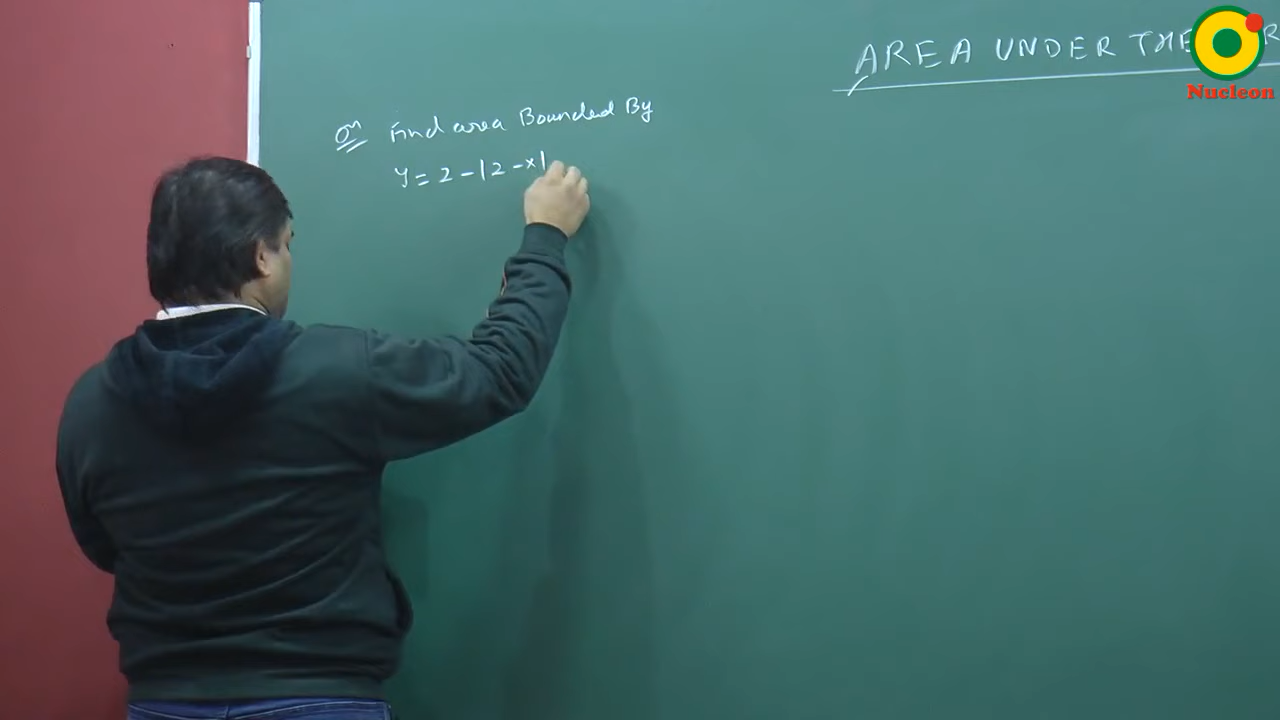 AREA UNDER THE
Nucleon
Find area Bounded By
y = 2 - |2 - x|